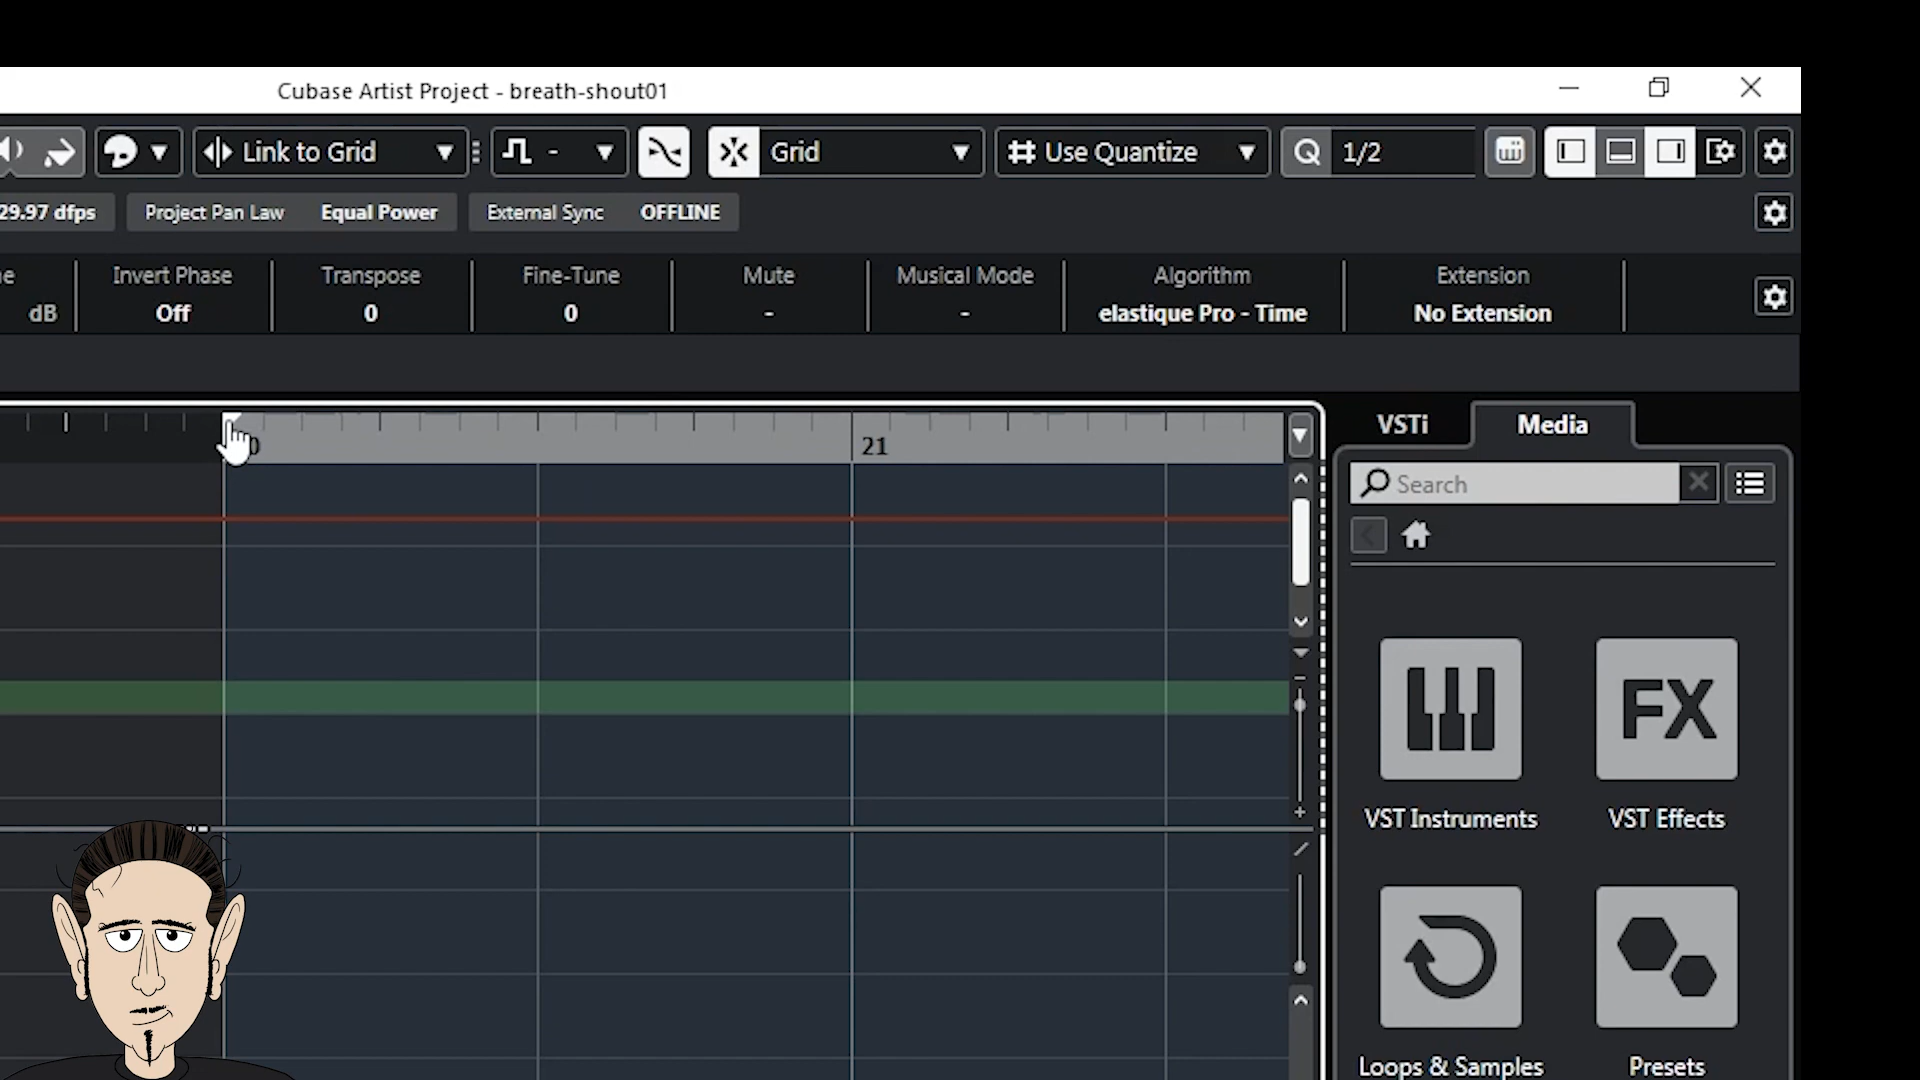 Cubase Artist Project - breath-shout01
Link to Grid - Grid Use Quantize Q 1/2
29.97 dfps Project Pan Law Equal Power External Sync OFFLINE
Invert Phase Transpose Fine-Tune Mute Musical Mode Algorithm Extension
dB Off 0 0 - - elastique Pro - Time No Extension
VSTi Media
21
Search
FX
VST Instruments VST Effects
Loops & Samples Presets